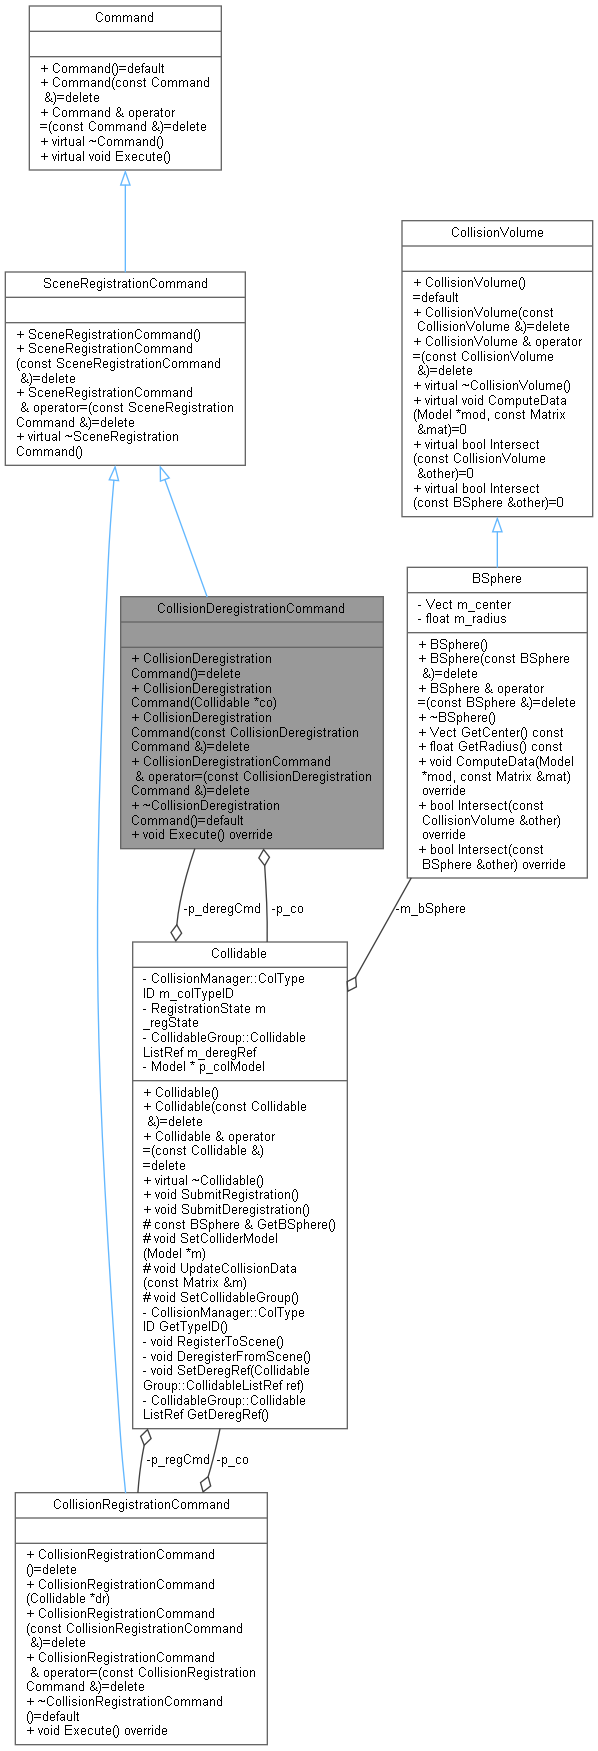 Command
+ Command()=default
+ Command(const Command
&)=delete
+ Command & operator
=(const Command &)=delete
+ virtual ~Command()
+ virtual void Execute()
SceneRegistrationCommand
+ SceneRegistrationCommand()
+ SceneRegistrationCommand
(const SceneRegistrationCommand
&)=delete
+ SceneRegistrationCommand
& operator=(const SceneRegistration
Command &)=delete
+ virtual ~SceneRegistration
Command()
CollisionVolume
+ CollisionVolume()
=default
+ CollisionVolume(const
CollisionVolume &)=delete
+ CollisionVolume & operator
=(const CollisionVolume
&)=delete
+ virtual ~CollisionVolume()
+ virtual void ComputeData
(Model *mod, const Matrix
&mat)=0
+ virtual bool Intersect
(const CollisionVolume
&other)=0
+ virtual bool Intersect
(const BSphere &other)=0
CollisionDeregistrationCommand
+ CollisionDeregistration
Command()=delete
+ CollisionDeregistration
Command(Collidable *co)
+ CollisionDeregistration
Command(const CollisionDeregistration
Command &)=delete
+ CollisionDeregistrationCommand
& operator=(const CollisionDeregistration
Command &)=delete
+ ~CollisionDeregistration
Command()=default
+ void Execute() override
BSphere
- Vect m_center
- float m_radius
+ BSphere()
+ BSphere(const BSphere
&)=delete
+ BSphere & operator
=(const BSphere &)=delete
+ ~BSphere()
+ Vect GetCenter() const
+ float GetRadius() const
+ void ComputeData(Model
*mod, const Matrix &mat)
override
+ bool Intersect(const
CollisionVolume &other)
override
+ bool Intersect(const
BSphere &other) override
-p_deregCmd
-p_co
-m_bSphere
Collidable
- CollisionManager::ColType
ID m_colTypeID
- RegistrationState m
_regState
- CollidableGroup::Collidable
ListRef m_deregRef
- Model * p_colModel
+ Collidable()
+ Collidable(const Collidable
&)=delete
+ Collidable & operator
=(const Collidable &)
=delete
+ virtual ~Collidable()
+ void SubmitRegistration()
+ void SubmitDeregistration()
# const BSphere & GetBSphere()
# void SetColliderModel
(Model *m)
# void UpdateCollisionData
(const Matrix &m)
# void SetCollidableGroup()
- CollisionManager::ColType
ID GetTypeID()
- void RegisterToScene()
- void DeregisterFromScene()
- void SetDeregRef(Collidable
Group::CollidableListRef ref)
- CollidableGroup::Collidable
ListRef GetDeregRef()
-p_regCmd
-p_co
CollisionRegistrationCommand
+ CollisionRegistrationCommand
()=delete
+ CollisionRegistrationCommand
(Collidable *dr)
+ CollisionRegistrationCommand
(const CollisionRegistrationCommand
&)=delete
+ CollisionRegistrationCommand
& operator=(const CollisionRegistration
Command &)=delete
+ ~CollisionRegistrationCommand
()=default
+ void Execute() override